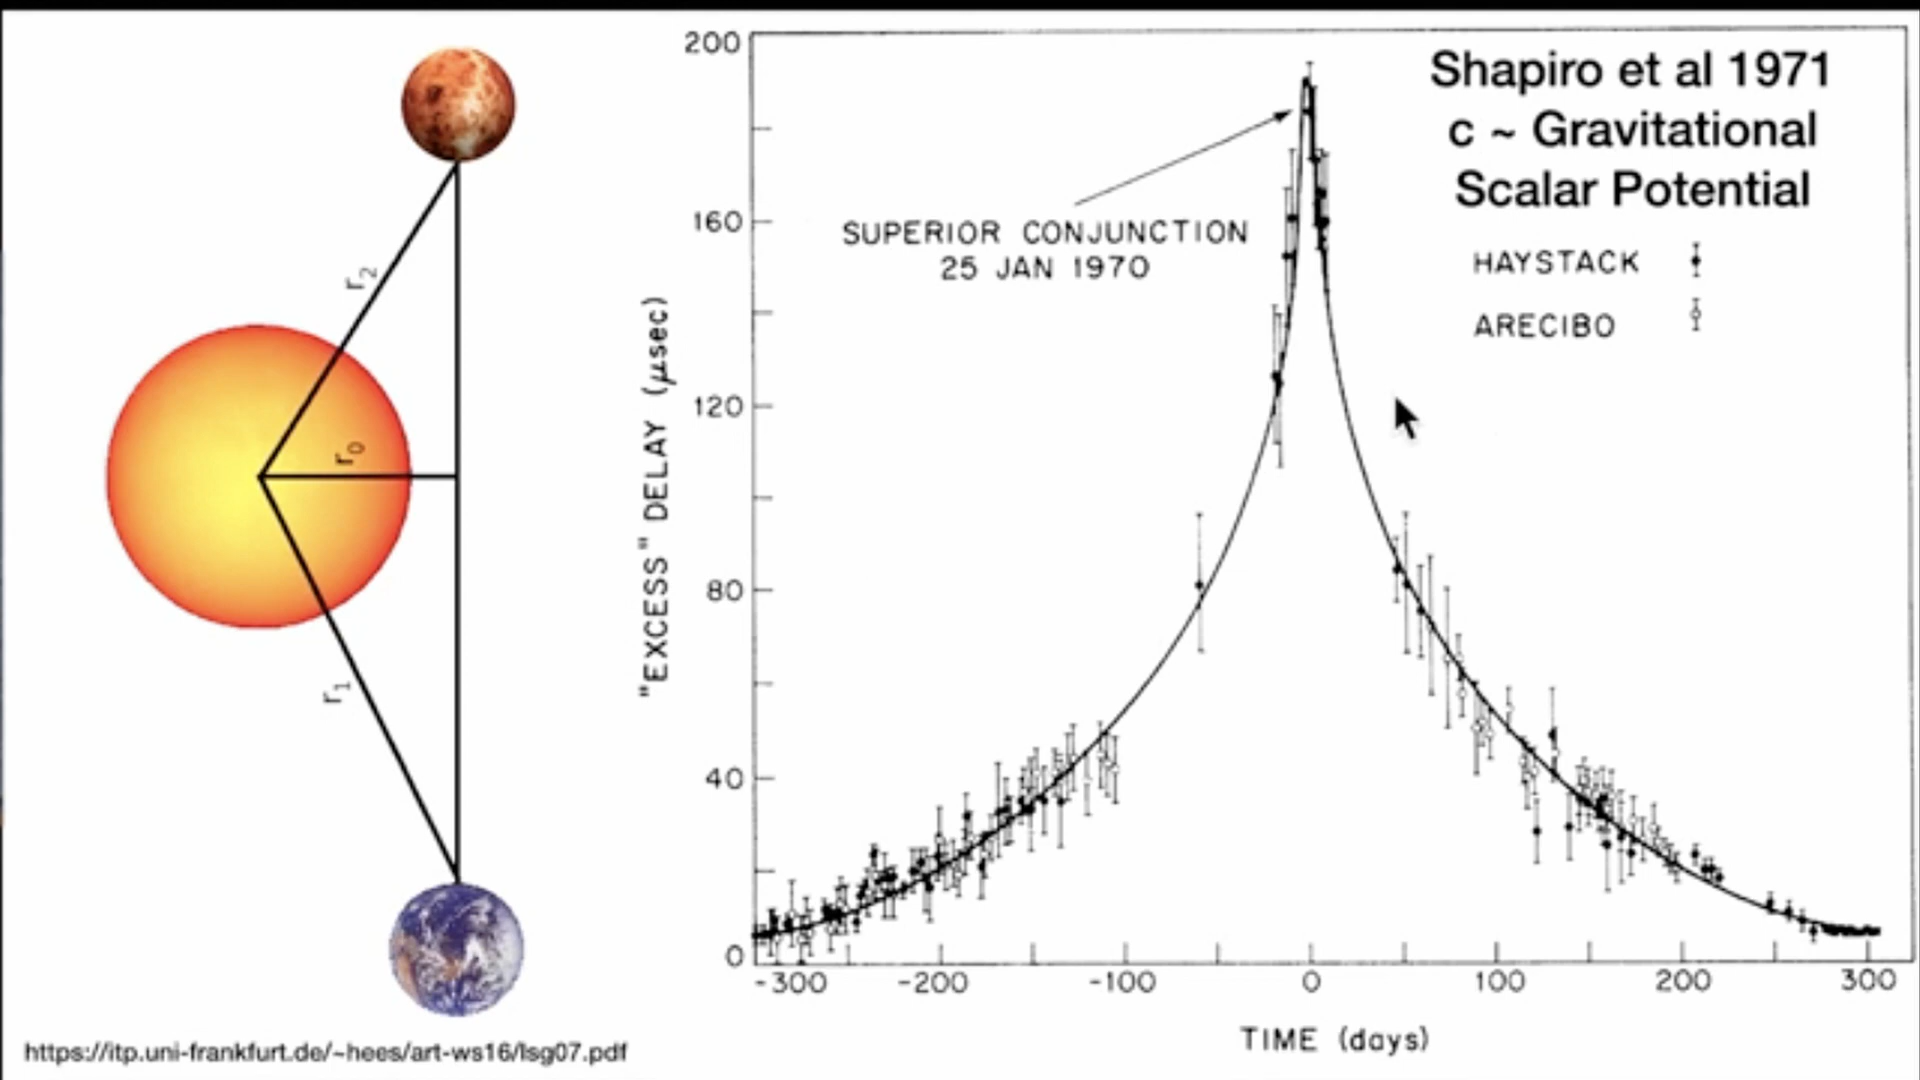 r2
r0
r1
https://itp.uni-frankfurt.de/~hees/art-ws16/lsg07.pdf
Shapiro et al 1971
c ~ Gravitational
Scalar Potential
HAYSTACK
ARECIBO
SUPERIOR CONJUNCTION
25 JAN 1970
"EXCESS" DELAY (μsec)
200
160
120
80
40
0
-300 -200 -100 0 100 200 300
TIME (days)